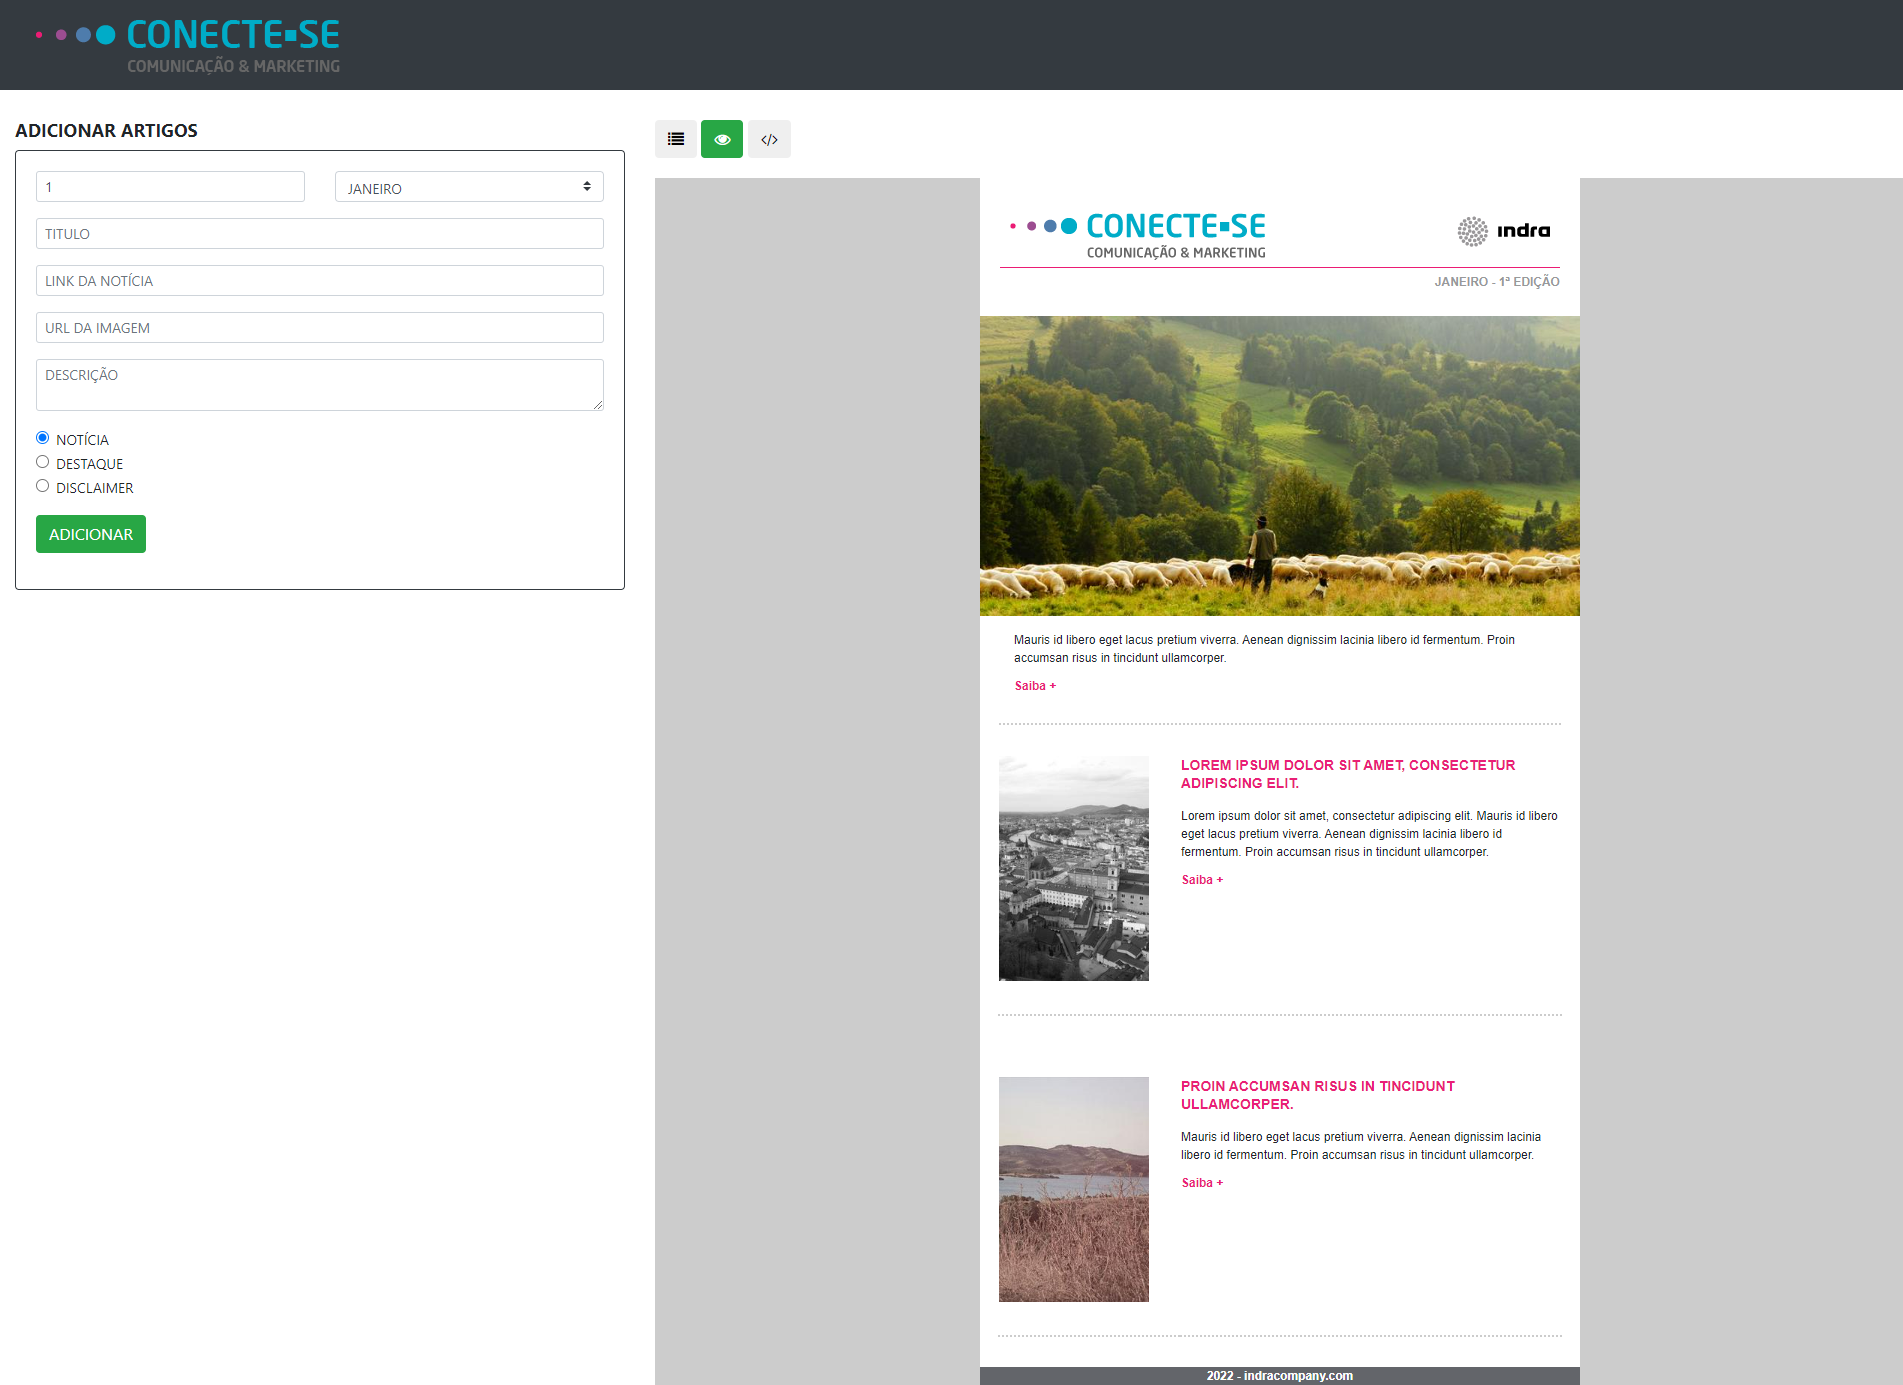 CONECTE-SE
COMUNICAÇÃO & MARKETING
ADICIONAR ARTIGOS
1
JANEIRO
TITULO
LINK DA NOTÍCIA
URL DA IMAGEM
DESCRIÇÃO
NOTÍCIA
DESTAQUE
DISCLAIMER
ADICIONAR
</>
CONECTE-SE
COMUNICAÇÃO & MARKETING
indra
JANEIRO - 1ª EDIÇÃO
Mauris id libero eget lacus pretium viverra. Aenean dignissim lacinia libero id fermentum. Proin
accumsan risus in tincidunt ullamcorper.
Saiba +
LOREM IPSUM DOLOR SIT AMET, CONSECTETUR
ADIPISCING ELIT.
Lorem ipsum dolor sit amet, consectetur adipiscing elit. Mauris id libero
eget lacus pretium viverra. Aenean dignissim lacinia libero id
fermentum. Proin accumsan risus in tincidunt ullamcorper.
Saiba +
PROIN ACCUMSAN RISUS IN TINCIDUNT
ULLAMCORPER.
Mauris id libero eget lacus pretium viverra. Aenean dignissim lacinia
libero id fermentum. Proin accumsan risus in tincidunt ullamcorper.
Saiba +
2022 - indracompany.com